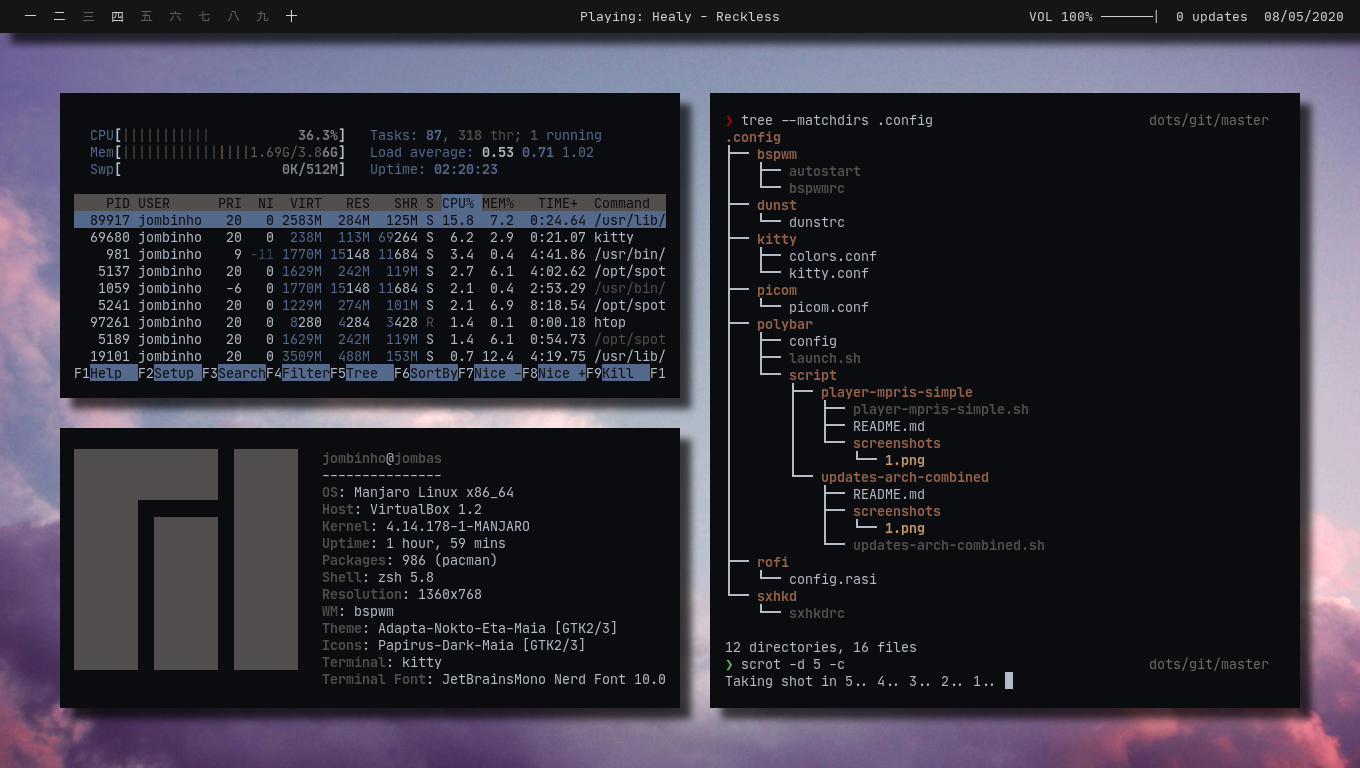 一 二 三 四 五 六 七 八 九 十
Playing: Healy - Reckless
VOL 100% 0 updates 08/05/2020
CPU[|||||||||||36.3%] Tasks: 87, 318 thr; 1 running
Mem[||||||||||||||||1.69G/3.86G] Load average: 0.53 0.71 1.02
Swp[0K/512M] Uptime: 02:20:23
PID USER PRI NI VIRT RES SHR S CPU% MEM% TIME+ Command
89917 jombinho 20 0 2583M 284M 125M S 15.8 7.2 0:24.64 /usr/lib/
69680 jombinho 20 0 238M 113M 69264 S 6.2 2.9 0:21.07 kitty
981 jombinho 9 -11 1770M 15148 11684 S 3.4 0.4 4:41.86 /usr/bin/
5137 jombinho 20 0 1629M 242M 119M S 2.7 6.1 4:02.62 /opt/spot
1059 jombinho -6 0 1770M 15148 11684 S 2.1 0.4 2:53.29 /usr/bin/
5241 jombinho 20 0 1229M 274M 101M S 2.1 6.9 8:18.54 /opt/spot
97261 jombinho 20 0 8280 4284 3428 R 1.4 0.1 0:00.18 htop
5189 jombinho 20 0 1629M 242M 119M S 1.4 6.1 0:54.73 /opt/spot
19101 jombinho 20 0 3509M 488M 153M S 0.7 12.4 4:19.75 /usr/lib/
F1Help F2Setup F3SearchF4FilterF5Tree F6SortByF7Nice -F8Nice +F9Kill F1
jombinho@jombas
---------------
OS: Manjaro Linux x86_64
Host: VirtualBox 1.2
Kernel: 4.14.178-1-MANJARO
Uptime: 1 hour, 59 mins
Packages: 986 (pacman)
Shell: zsh 5.8
Resolution: 1360x768
WM: bspwm
Theme: Adapta-Nokto-Eta-Maia [GTK2/3]
Icons: Papirus-Dark-Maia [GTK2/3]
Terminal: kitty
Terminal Font: JetBrainsMono Nerd Font 10.0
❯ tree --matchdirs .config dots/git/master
.config
├── bspwm
│   ├── autostart
│   └── bspwmrc
├── dunst
│   └── dunstrc
├── kitty
│   ├── colors.conf
│   └── kitty.conf
├── picom
│   └── picom.conf
├── polybar
│   ├── config
│   ├── launch.sh
│   └── script
│       ├── player-mpris-simple
│       │   ├── player-mpris-simple.sh
│       │   ├── README.md
│       │   └── screenshots
│       │       └── 1.png
│       └── updates-arch-combined
│           ├── README.md
│           ├── screenshots
│           │   └── 1.png
│           └── updates-arch-combined.sh
├── rofi
│   └── config.rasi
└── sxhkd
    └── sxhkdrc
12 directories, 16 files
❯ scrot -d 5 -c dots/git/master
Taking shot in 5.. 4.. 3.. 2.. 1..